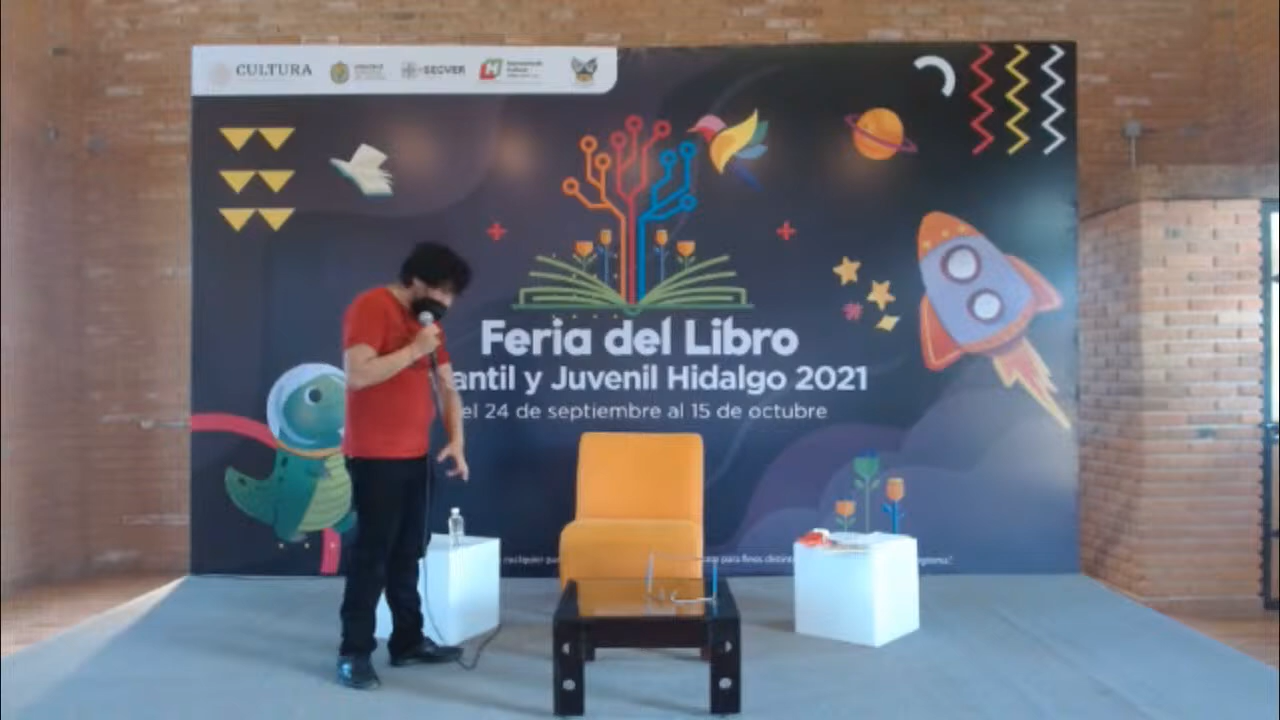 CULTURA
SECVER
Feria del Libro
antil y Juvenil Hidalgo 2021
el 24 de septiembre al 15 de octubre